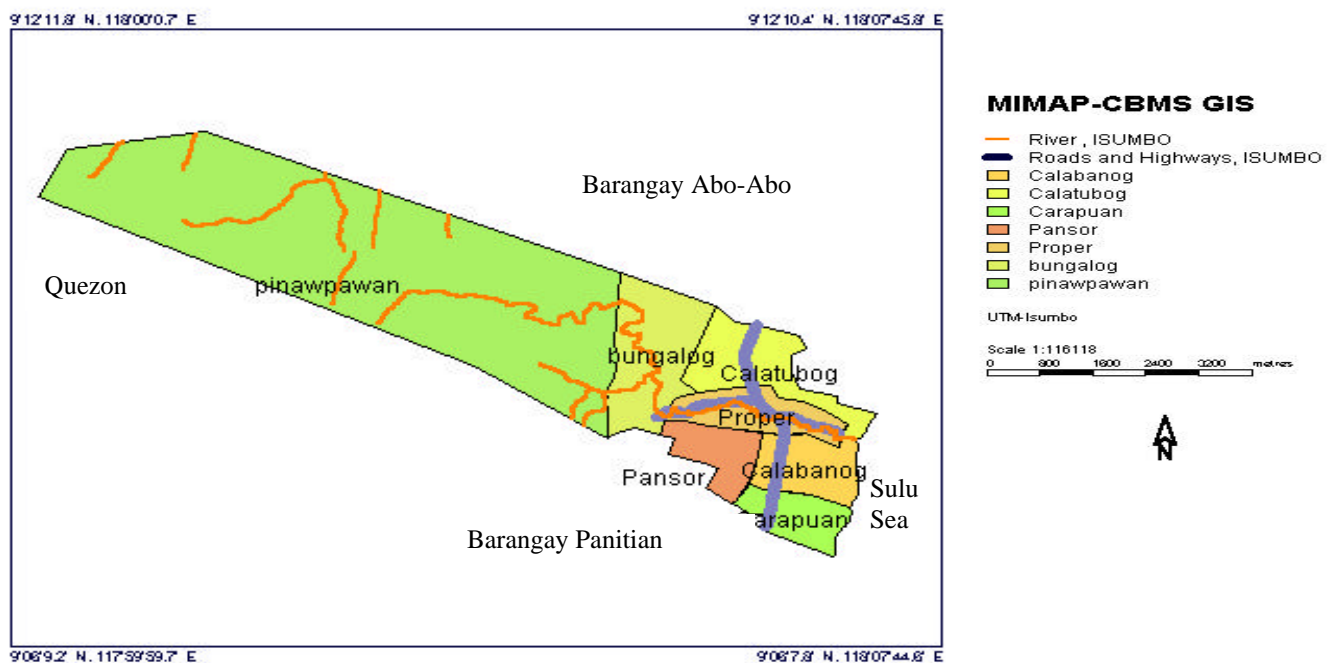 9°12'11.8" N. 118°00'0.7" E
9°12'10.4" N. 118°07'45.8" E
MIMAP-CBMS GIS
River , ISUMBO
Roads and Highways, ISUMBO
Calabanog
Calatubog
Carapuan
Pansor
Proper
bungalog
pinawpawan
UTM-Isumbo
Scale 1:116118
0 800 1600 2400 3200 metres
N
Barangay Abo-Abo
Quezon
pinawpawan
bungalog
Calatubog
Proper
Pansor
Calabanog
Sulu
Sea
arapuan
Barangay Panitian
9°06'9.2" N. 117°59'59.7" E
9°06'7.8" N. 118°07'44.6" E